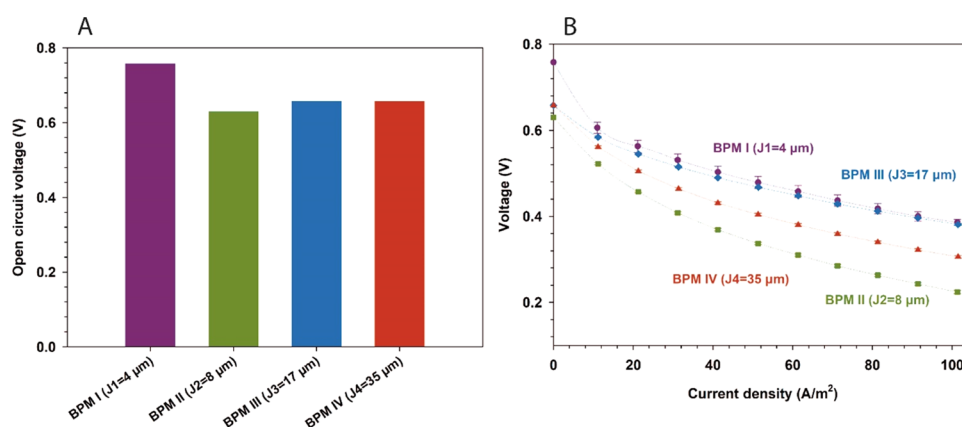 A
Open circuit voltage (V)
0.8
0.6
0.4
0.2
0.0
BPM I (J1=4 μm)
BPM II (J2=8 μm)
BPM III (J3=17 μm)
BPM IV (J4=35 μm)
B
Voltage (V)
0.8
0.6
0.4
0.2
BPM I (J1=4 μm)
BPM III (J3=17 μm)
BPM IV (J4=35 μm)
BPM II (J2=8 μm)
0 20 40 60 80 100
Current density (A/m²)